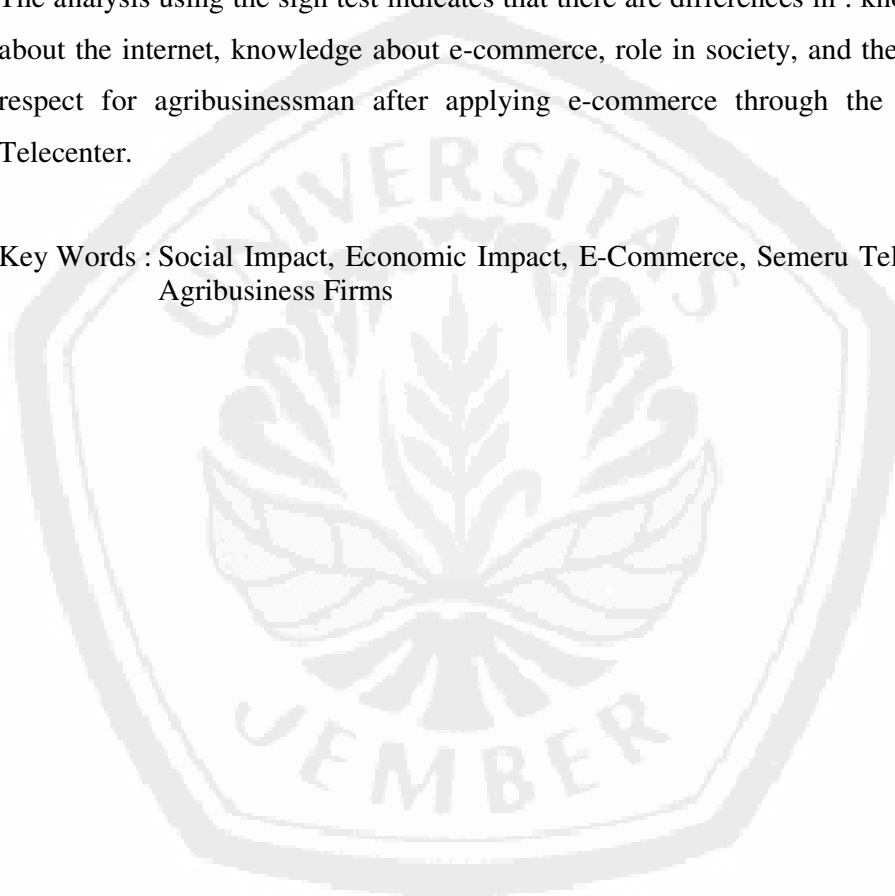 The analysis using the sign test indicates that there are differences in :
about the internet, knowledge about e-commerce, role in society, and the
respect for agribusinessman after applying e-commerce through the
Telecenter.
Key Words : Social Impact, Economic Impact, E-Commerce, Semeru
Agribusiness Firms
UNIVERSITAS
JEMBER